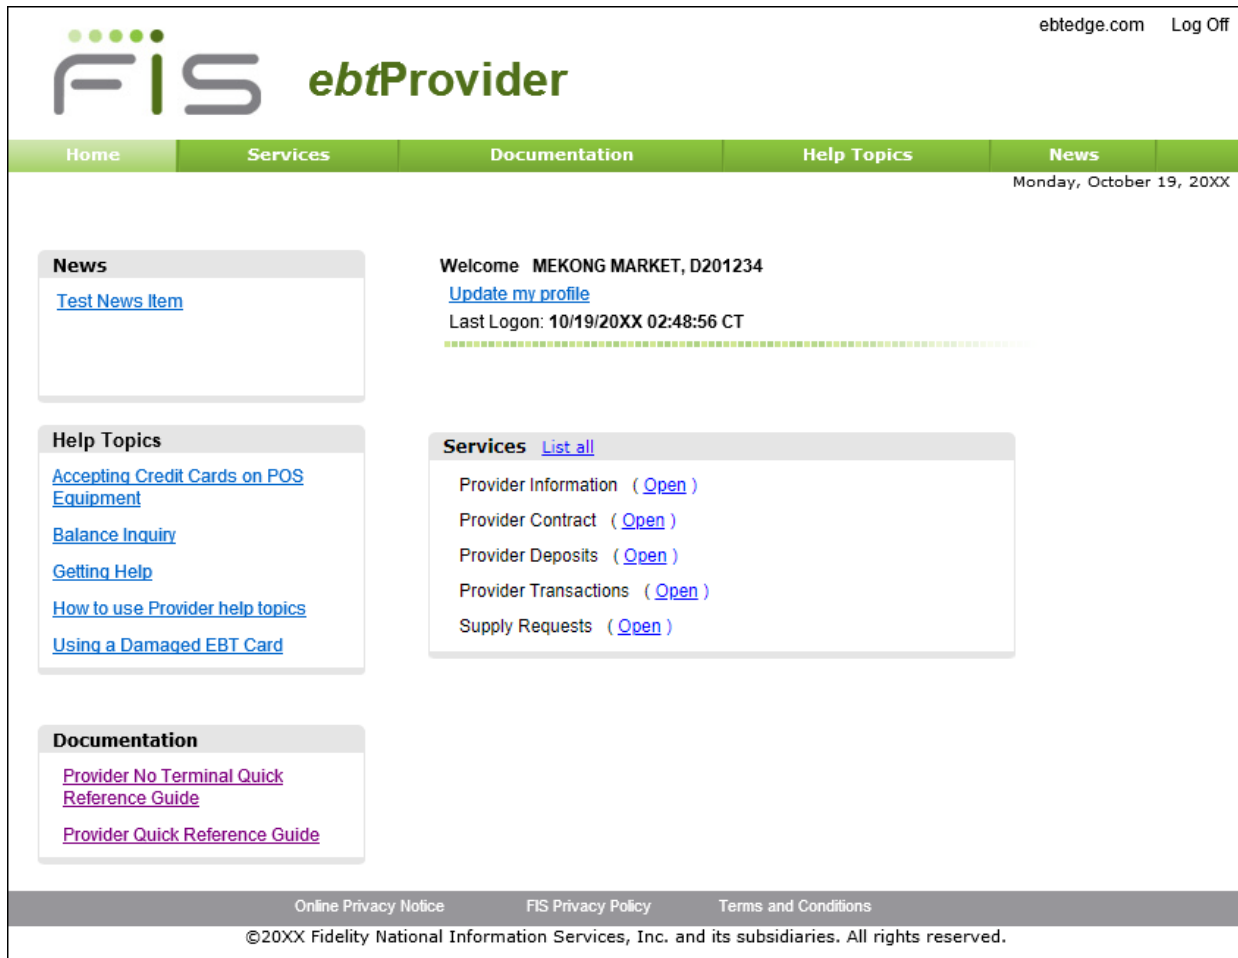 ebtedge.com Log Off
FIS ebtProvider
Home Services Documentation Help Topics News
Monday, October 19, 20XX
News
Test News Item
Welcome MEKONG MARKET, D201234
Update my profile
Last Logon: 10/19/20XX 02:48:56 CT
Help Topics
Accepting Credit Cards on POS
Equipment
Balance Inquiry
Getting Help
How to use Provider help topics
Using a Damaged EBT Card
Services List all
Provider Information ( Open )
Provider Contract ( Open )
Provider Deposits ( Open )
Provider Transactions ( Open )
Supply Requests ( Open )
Documentation
Provider No Terminal Quick
Reference Guide
Provider Quick Reference Guide
Online Privacy Notice FIS Privacy Policy Terms and Conditions
©20XX Fidelity National Information Services, Inc. and its subsidiaries. All rights reserved.